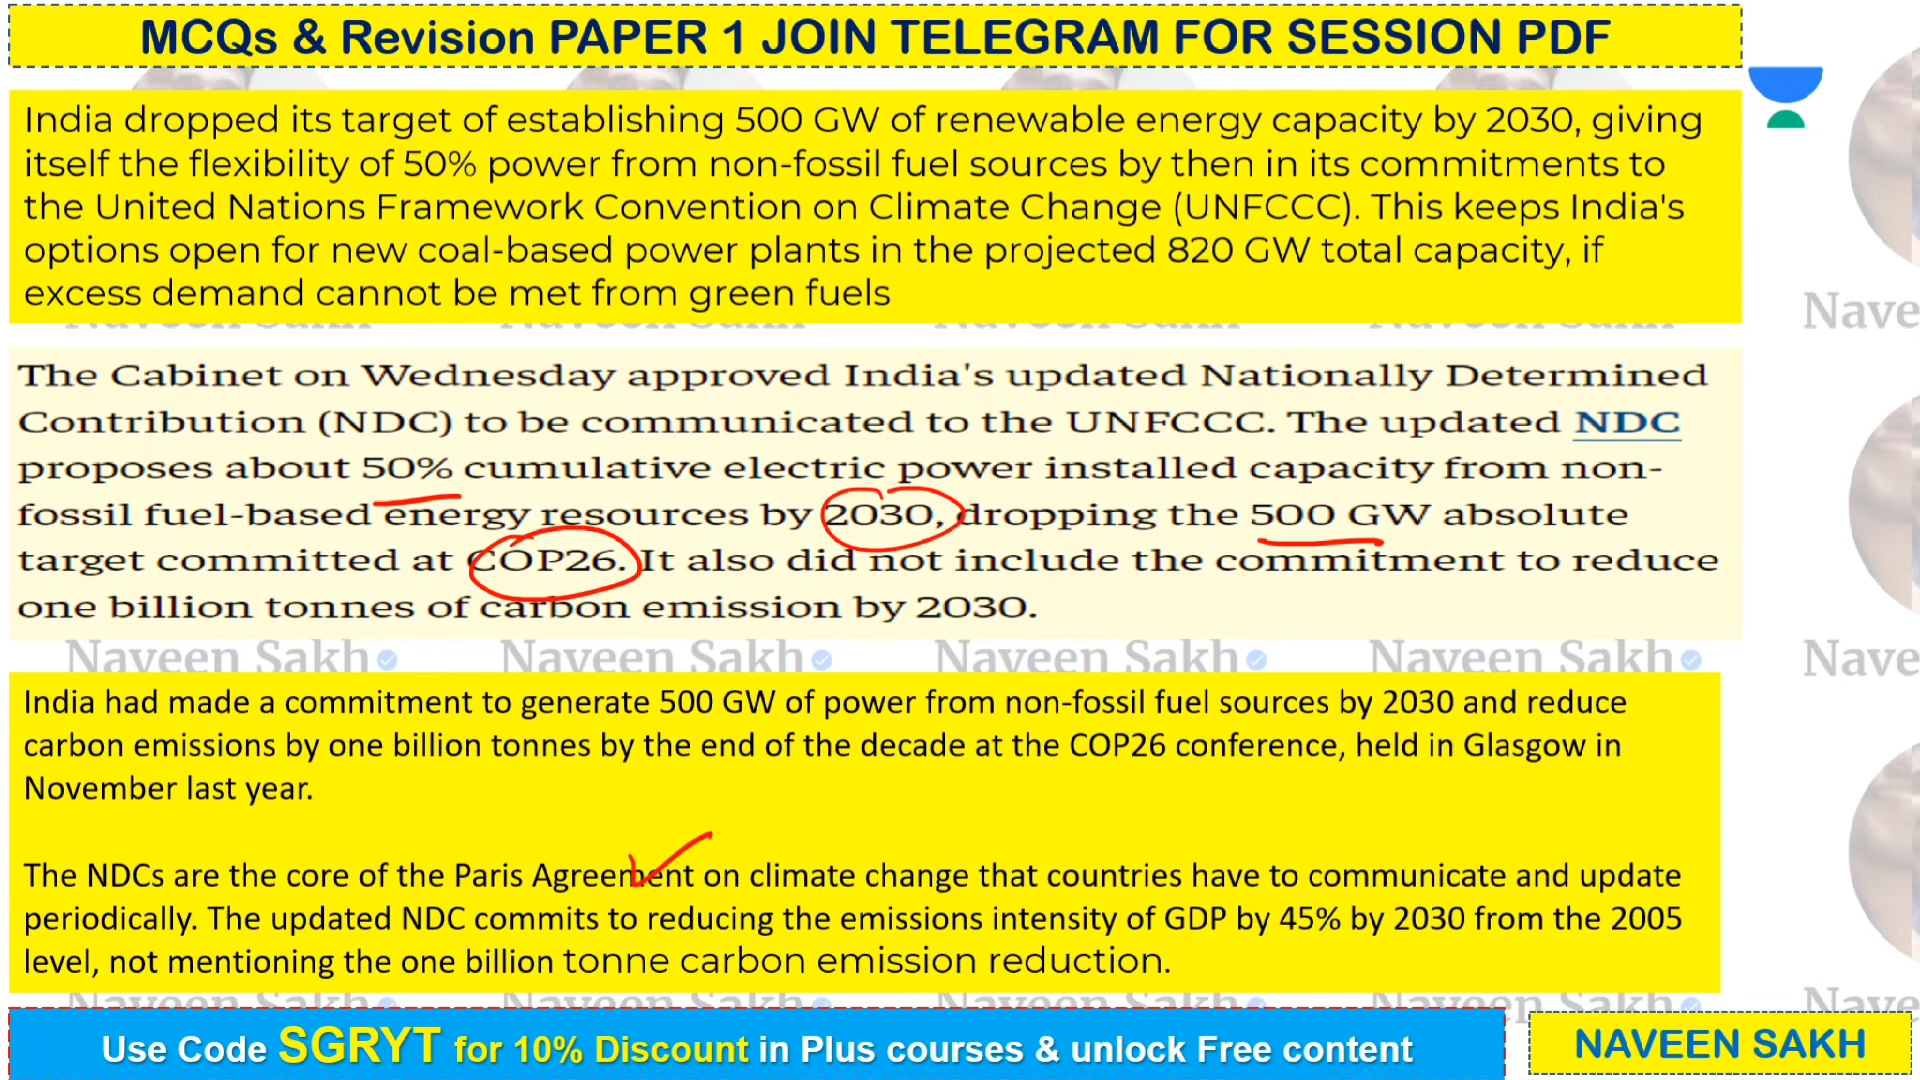 MCQs & Revision PAPER 1 JOIN TELEGRAM FOR SESSION PDF
India dropped its target of establishing 500 GW of renewable energy capacity by 2030, giving
itself the flexibility of 50% power from non-fossil fuel sources by then in its commitments to
the United Nations Framework Convention on Climate Change (UNFCCC). This keeps India's
options open for new coal-based power plants in the projected 820 GW total capacity, if
excess demand cannot be met from green fuels
Nave
The Cabinet on Wednesday approved India's updated Nationally Determined
Contribution (NDC) to be communicated to the UNFCCC. The updated NDC
proposes about 50% cumulative electric power installed capacity from non-
fossil fuel-based energy resources by 2030, dropping the 500 GW absolute
target committed at COP26. It also did not include the commitment to reduce
one billion tonnes of carbon emission by 2030.
Naveen Sakh Naveen Sakh Naveen Sakh Naveen Sakh Nave
India had made a commitment to generate 500 GW of power from non-fossil fuel sources by 2030 and reduce
carbon emissions by one billion tonnes by the end of the decade at the COP26 conference, held in Glasgow in
November last year.
The NDCs are the core of the Paris Agreement on climate change that countries have to communicate and update
periodically. The updated NDC commits to reducing the emissions intensity of GDP by 45% by 2030 from the 2005
level, not mentioning the one billion tonne carbon emission reduction.
Naveen Sakh Naveen Sakh Naveen Sakh Naveen Sakh Nave
Use Code SGRYT for 10% Discount in Plus courses & unlock Free content
NAVEEN SAKH